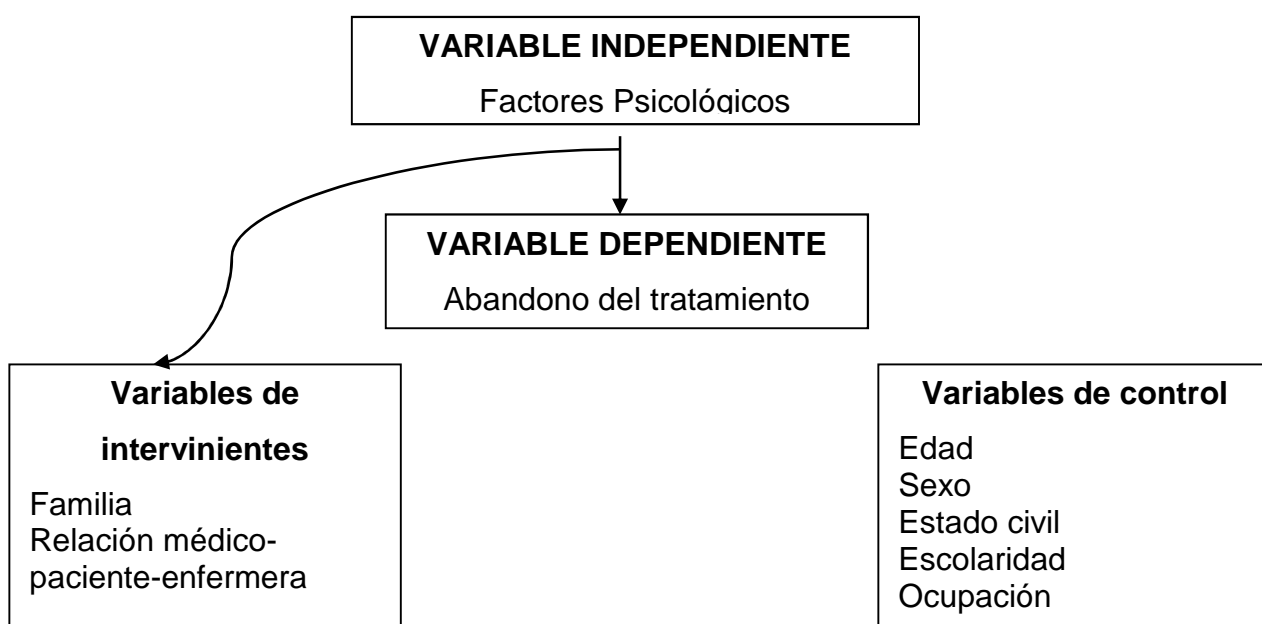 VARIABLE INDEPENDIENTE
Factores Psicológicos
VARIABLE DEPENDIENTE
Abandono del tratamiento
Variables de
intervinientes
Familia
Relación médico-
paciente-enfermera
Variables de control
Edad
Sexo
Estado civil
Escolaridad
Ocupación